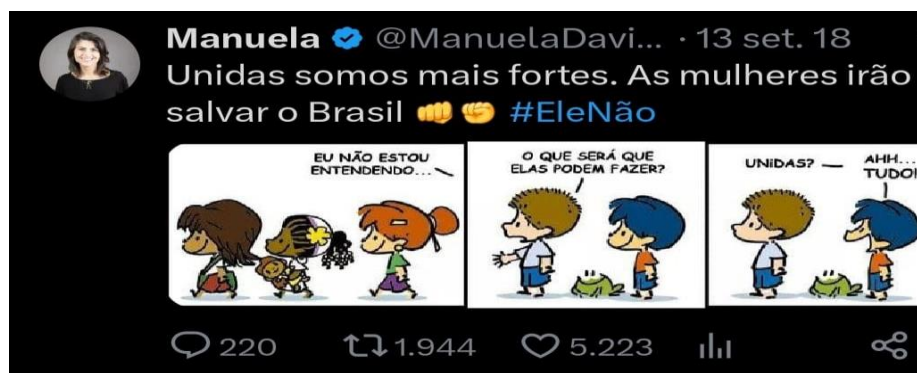 Manuela @ManuelaDavi... · 13 set. 18
Unidas somos mais fortes. As mulheres irão
salvar o Brasil 👊✊ #EleNão
EU NÃO ESTOU
ENTENDENDO...
O QUE SERÁ QUE
ELAS PODEM FAZER?
UNIDAS?
AHH...
TUDO!
220 1.944 5.223